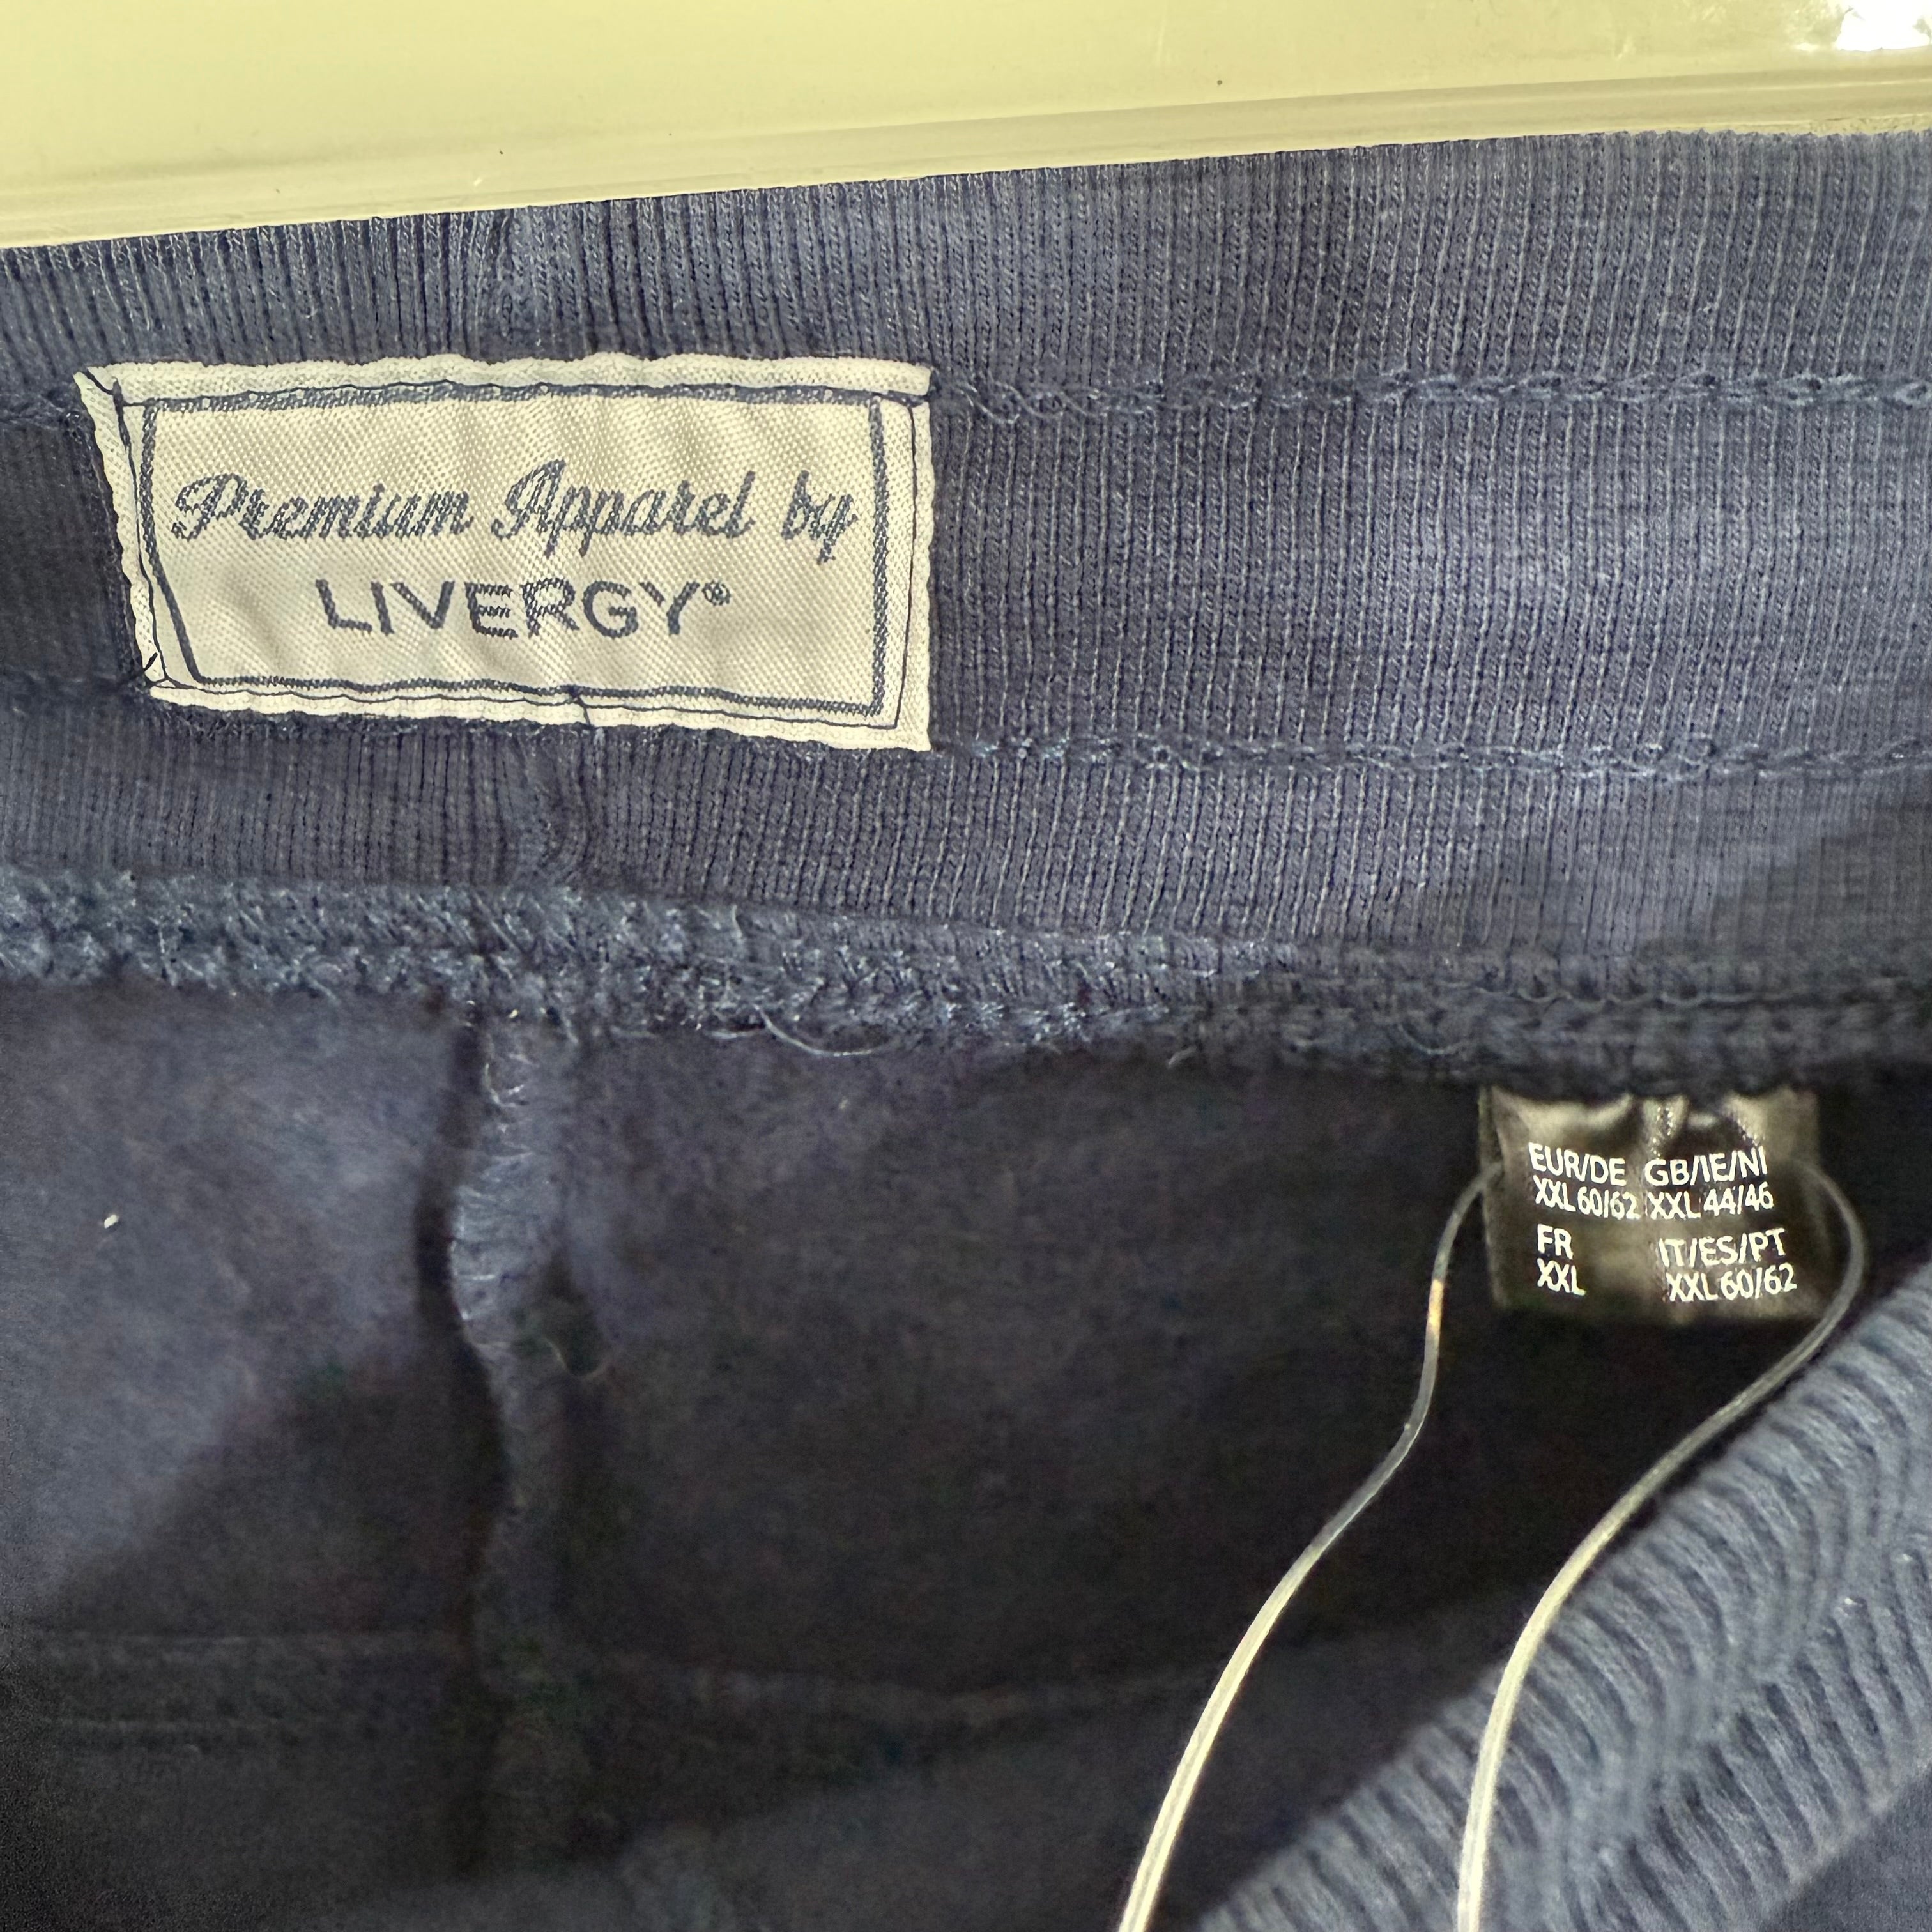 Premium Apparel by
LIVERGY®
EUR/DE GB/IE/NI
XXL 60/62 XXL 44/46
FR IT/ES/PT
XXL XXL 60/62